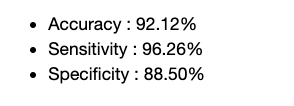 • Accuracy : 92.12%
• Sensitivity : 96.26%
• Specificity : 88.50%